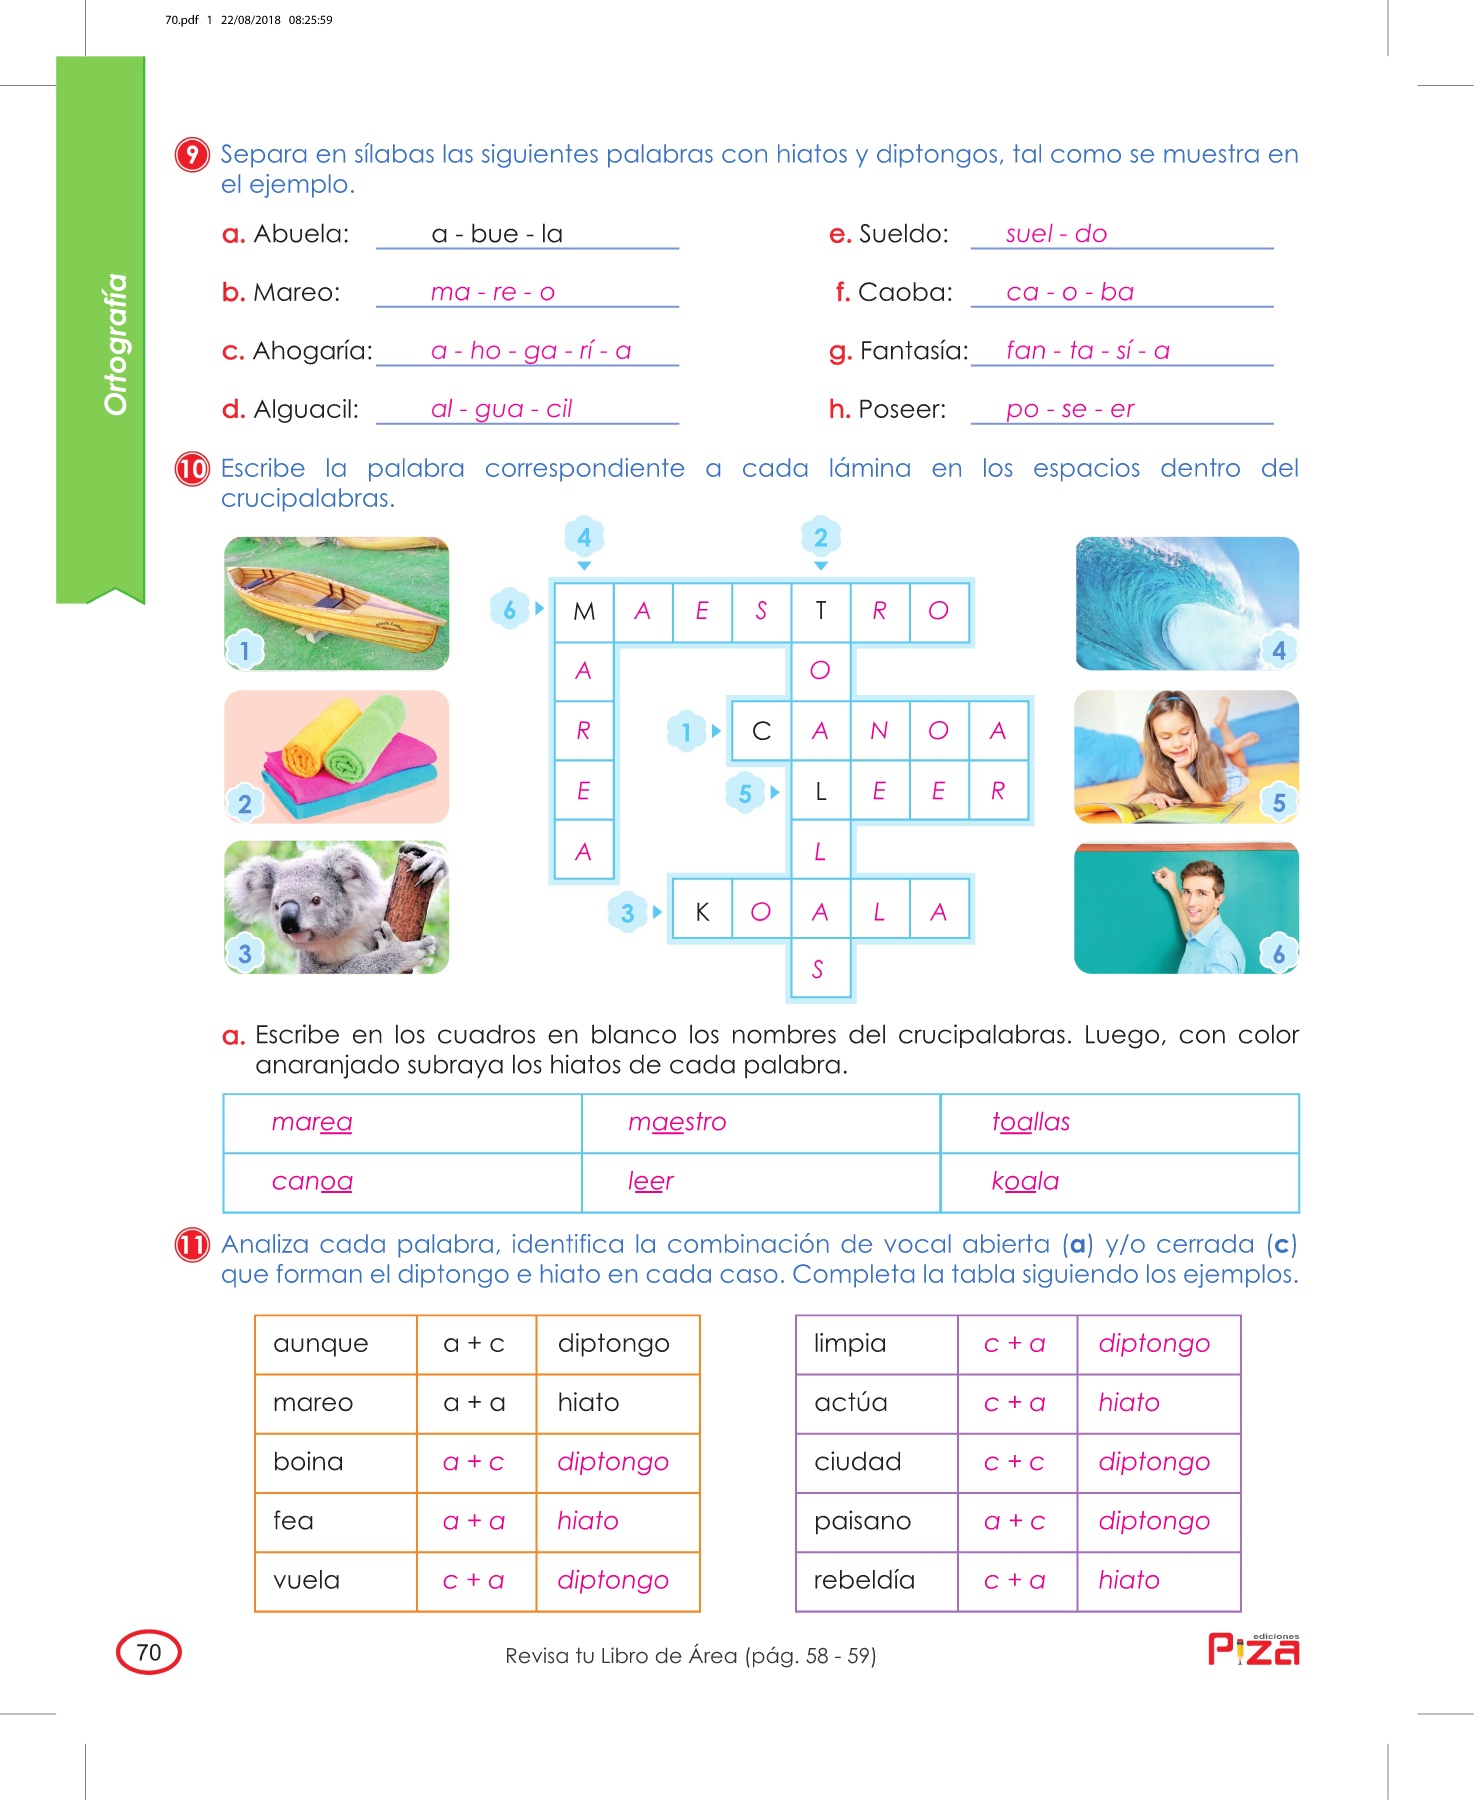 70.pdf 1 22/08/2018 08:25:59
Ortografía
9 Separa en sílabas las siguientes palabras con hiatos y diptongos, tal como se muestra en
el ejemplo.
a. Abuela: a - bue - la
e. Sueldo: suel - do
b. Mareo: ma - re - o
f. Caoba: ca - o - ba
c. Ahogaría: a - ho - ga - rí - a
g. Fantasía: fan - ta - sí - a
d. Alguacil: al - gua - cil
h. Poseer: po - se - er
10 Escribe la palabra correspondiente a cada lámina en los espacios dentro del
crucipalabras.
4 2
6 M A E S T R O
A O
1 C A N O A
R
5 L E E R
E
A L
3 K O A L A
S
1
2
3
4
5
6
a. Escribe en los cuadros en blanco los nombres del crucipalabras. Luego, con color
anaranjado subraya los hiatos de cada palabra.
marea maestro toallas
canoa leer koala
11 Analiza cada palabra, identifica la combinación de vocal abierta (a) y/o cerrada (c)
que forman el diptongo e hiato en cada caso. Completa la tabla siguiendo los ejemplos.
aunque a + c diptongo
mareo a + a hiato
boina a + c diptongo
fea a + a hiato
vuela c + a diptongo
limpia c + a diptongo
actúa c + a hiato
ciudad c + c diptongo
paisano a + c diptongo
rebeldía c + a hiato
70
Revisa tu Libro de Área (pág. 58 - 59)
ediciones
Piza